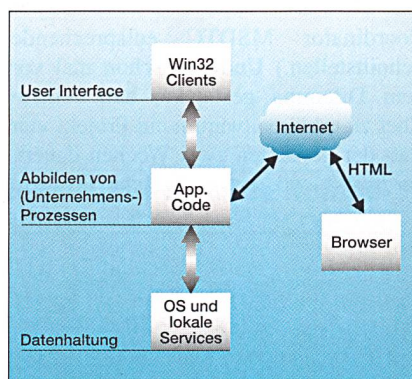 Win32
Clients
User Interface
Internet
Abbilden von
(Unternehmens-)
Prozessen
App.
Code
HTML
Browser
OS und
lokale
Services
Datenhaltung